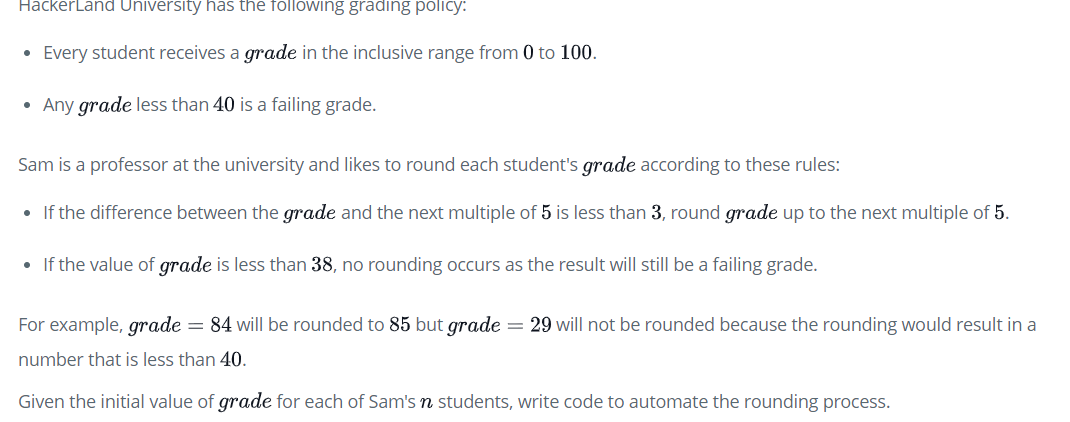 HackerLand University has the following grading policy:
• Every student receives a grade in the inclusive range from 0 to 100.
• Any grade less than 40 is a failing grade.
Sam is a professor at the university and likes to round each student's grade according to these rules:
• If the difference between the grade and the next multiple of 5 is less than 3, round grade up to the next multiple of 5.
• If the value of grade is less than 38, no rounding occurs as the result will still be a failing grade.
For example, grade = 84 will be rounded to 85 but grade = 29 will not be rounded because the rounding would result in a
number that is less than 40.
Given the initial value of grade for each of Sam's n students, write code to automate the rounding process.